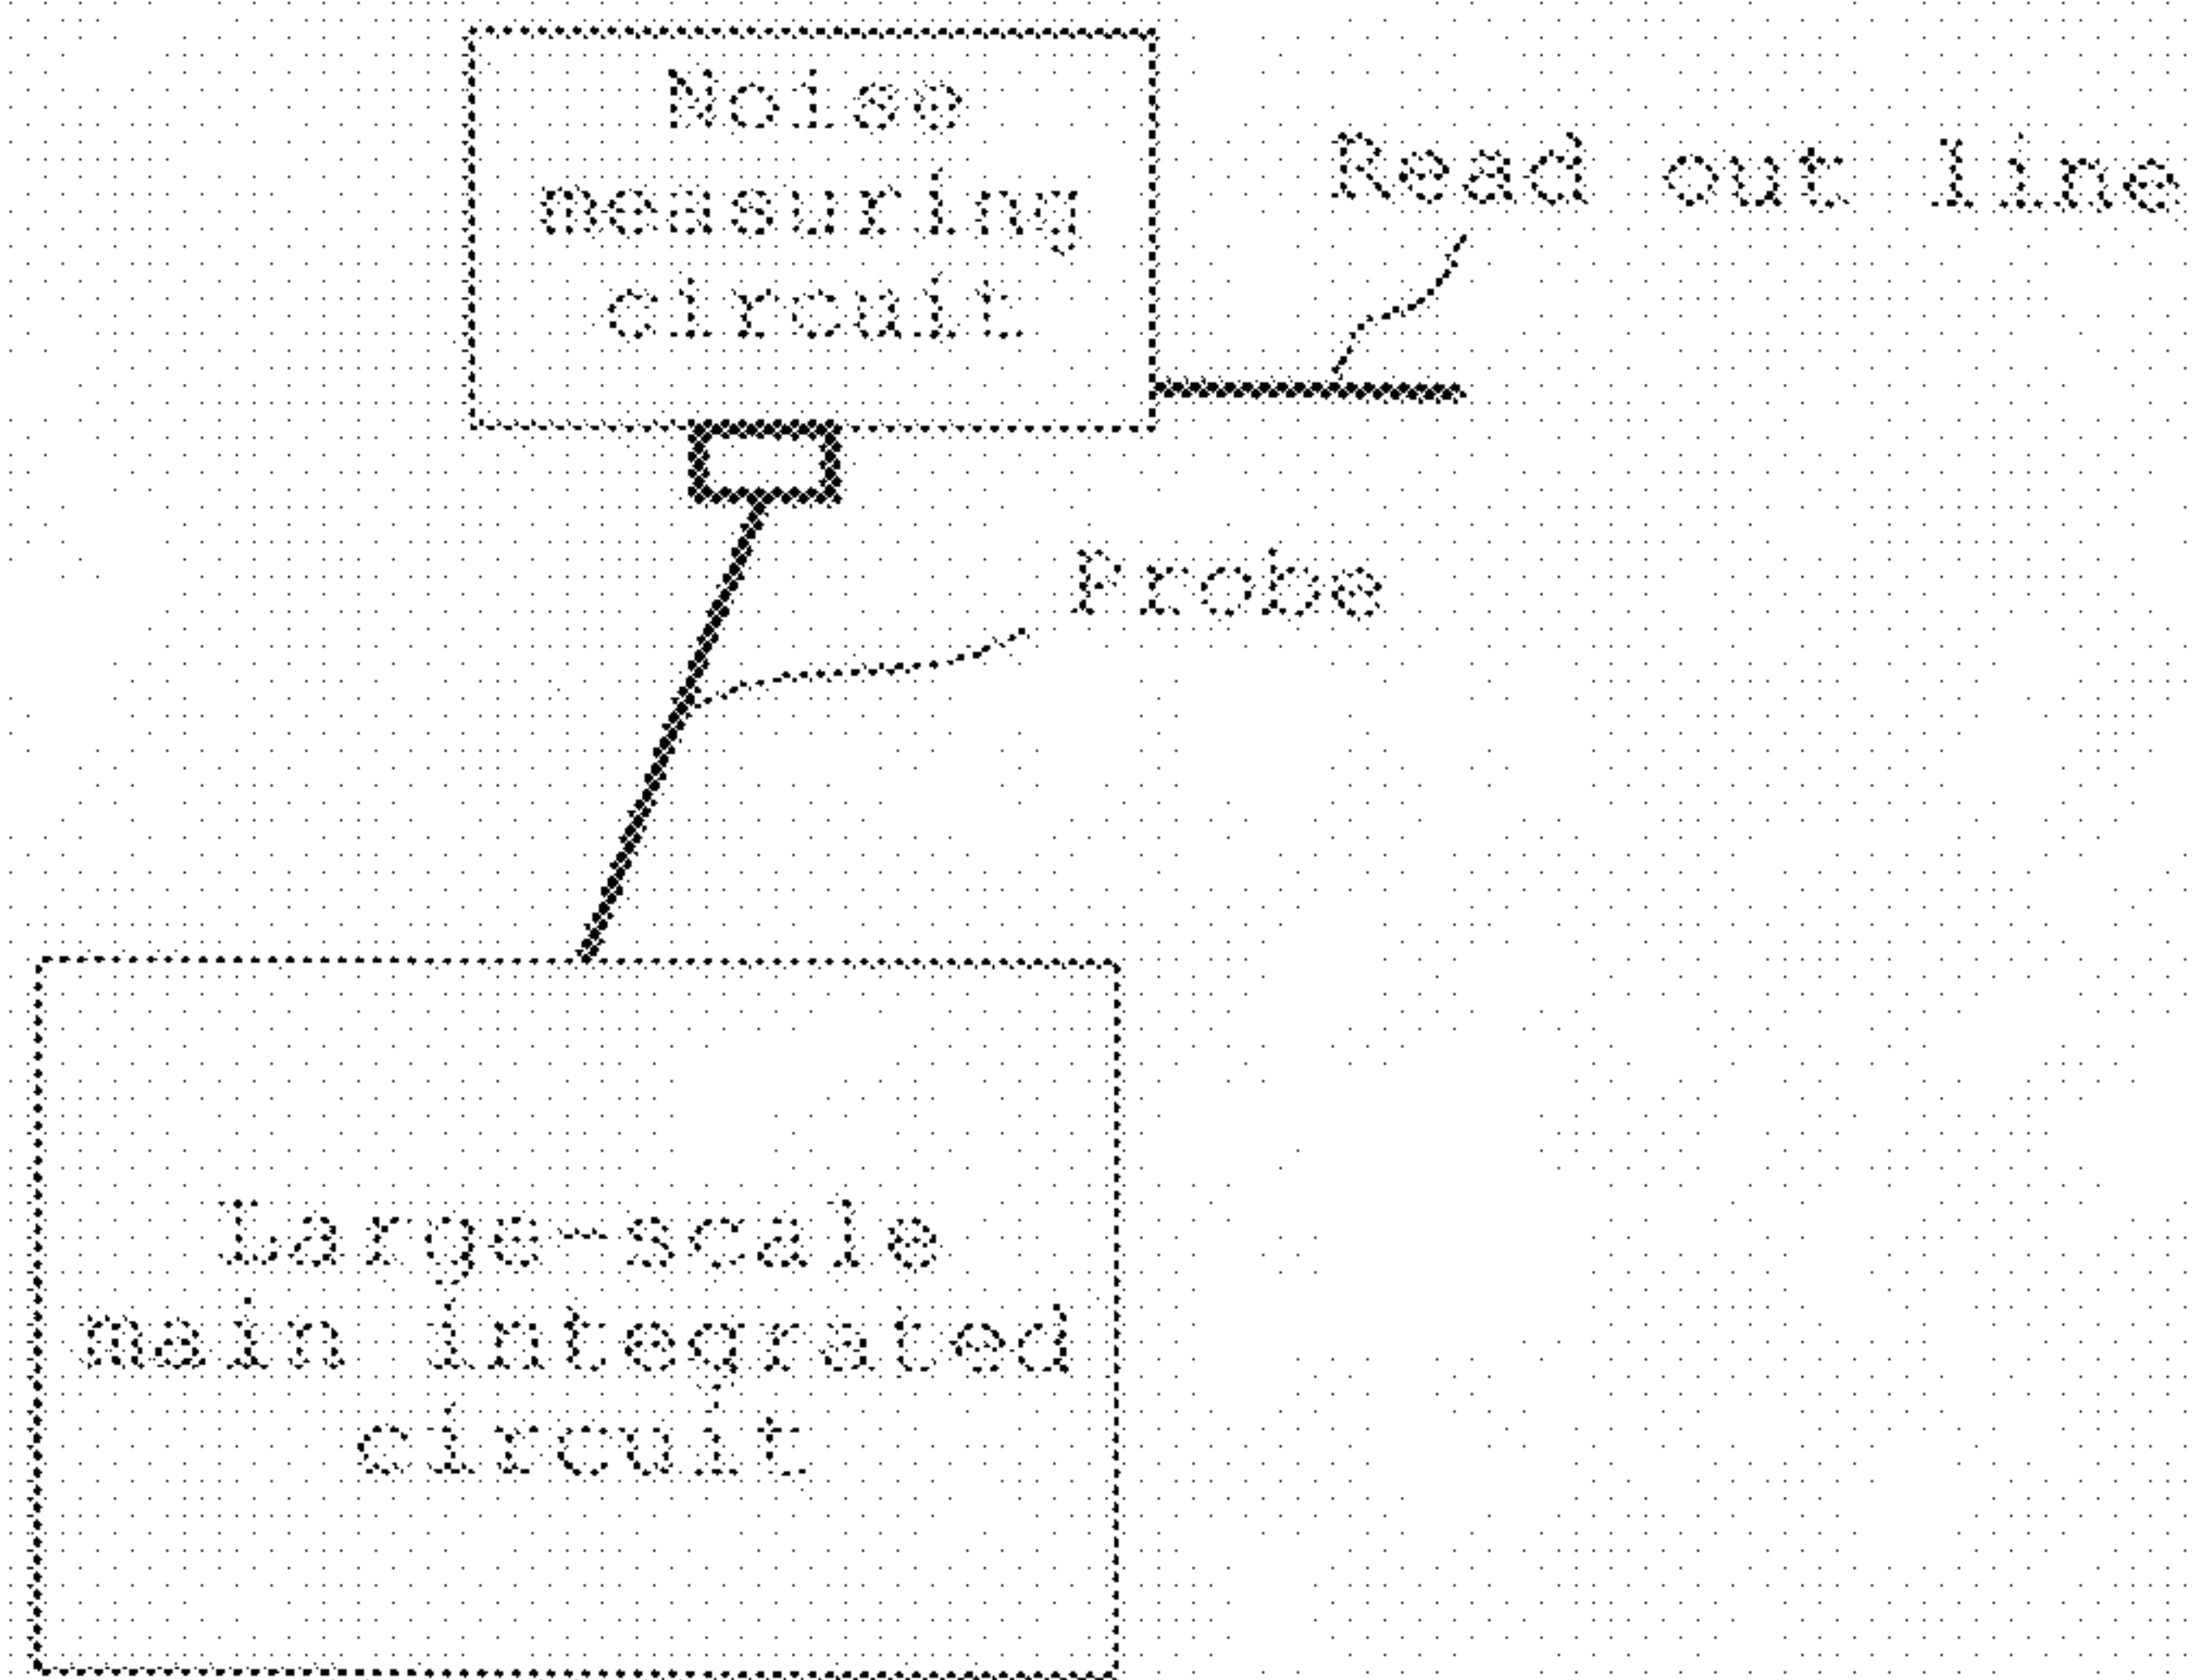 Noise
measuring
circuit
Read out line
Probe
Large-scale
main integrated
circuit